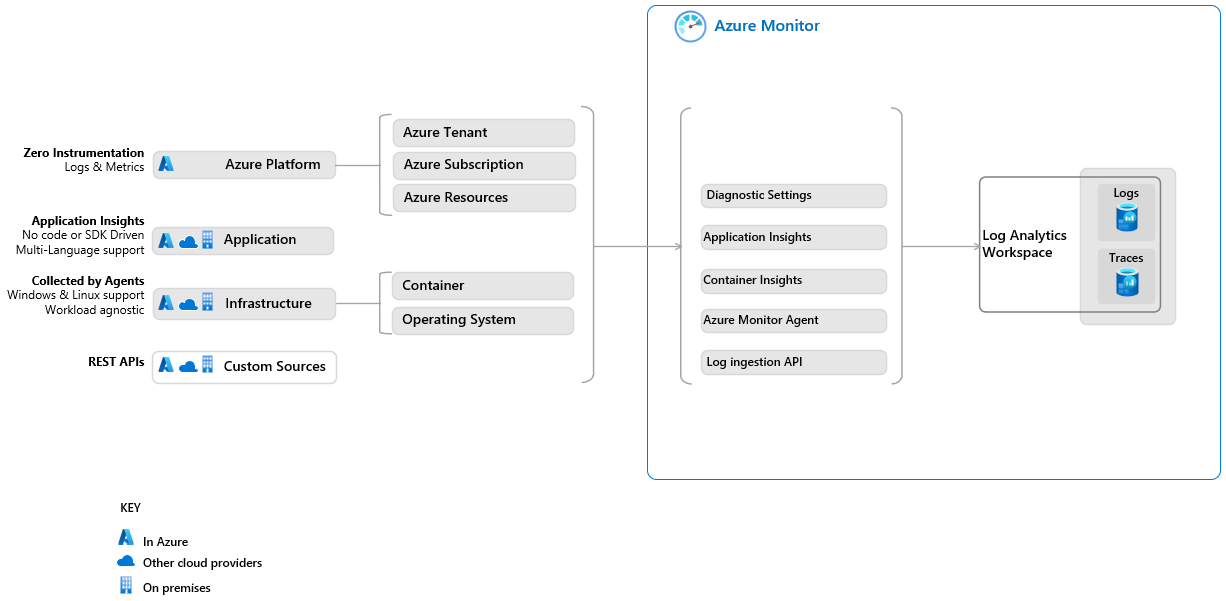 Azure Monitor
Zero Instrumentation
Logs & Metrics
Azure Platform
Azure Tenant
Azure Subscription
Azure Resources
Application Insights
No code or SDK Driven
Multi-Language support
Application
Collected by Agents
Windows & Linux support
Workload agnostic
Infrastructure
Container
Operating System
REST APIs
Custom Sources
Diagnostic Settings
Application Insights
Container Insights
Azure Monitor Agent
Log ingestion API
Log Analytics
Workspace
Logs
Traces
KEY
In Azure
Other cloud providers
On premises